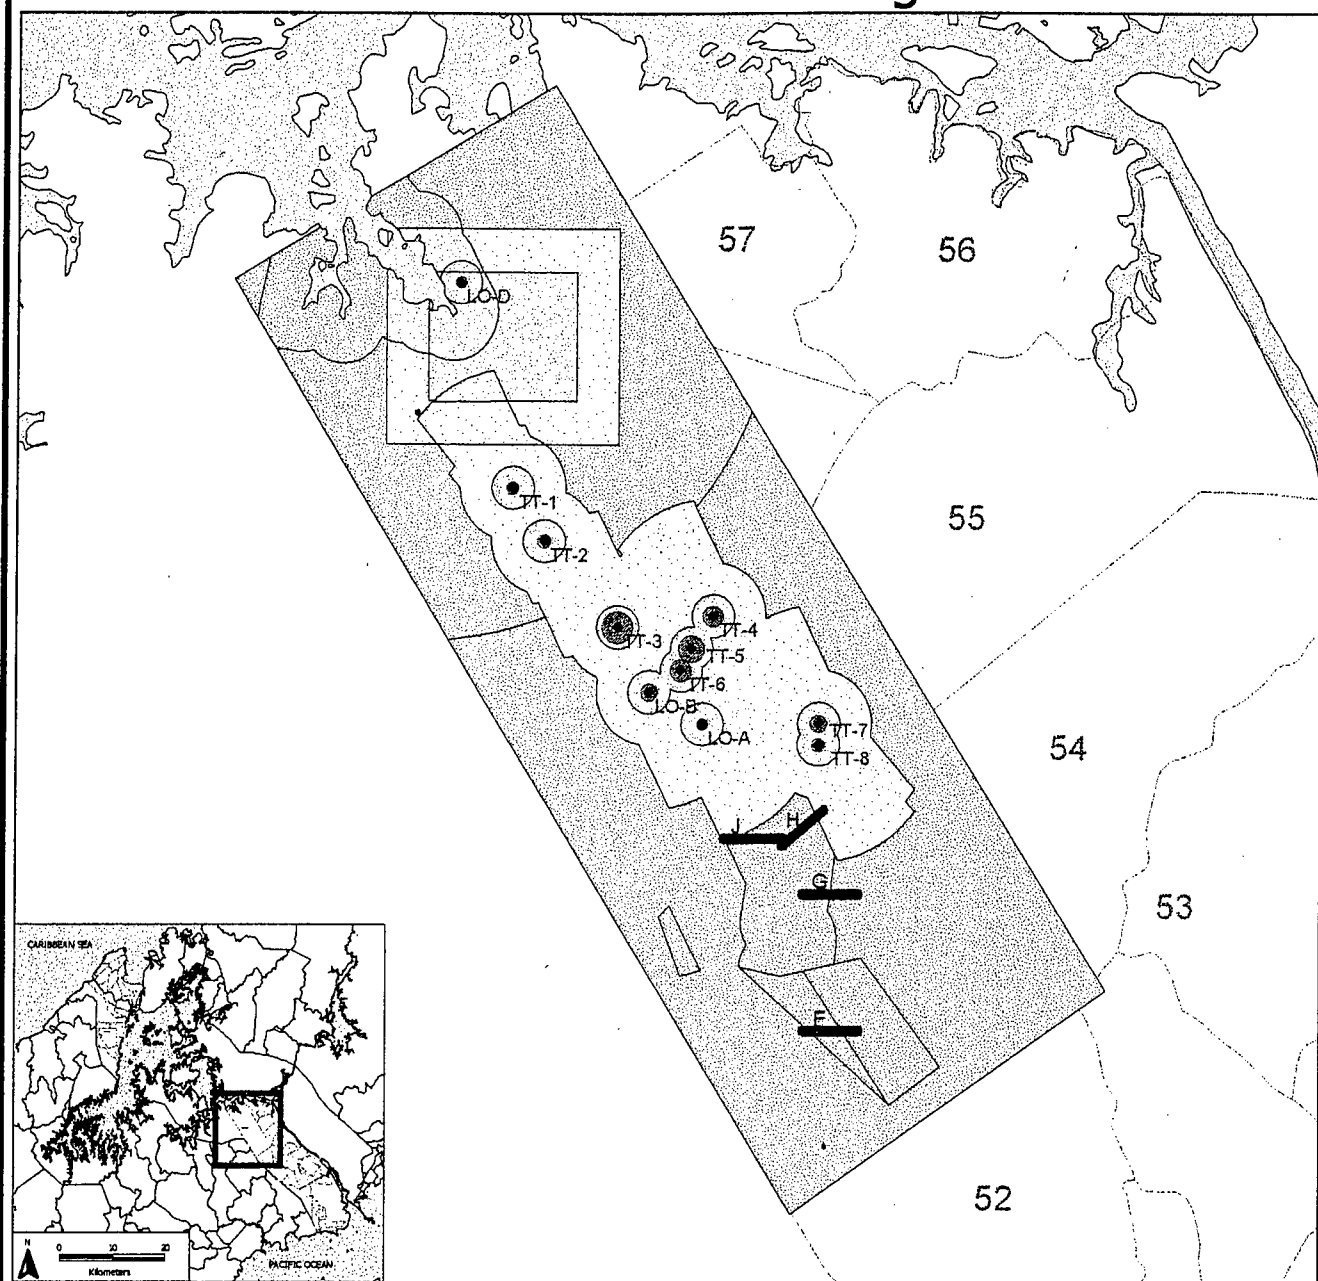 57
56
LO-D
TT-1
55
TT-2
TT-4
TT-3
TT-5
TT-6
LO-B
TT-7
LO-A
54
TT-8
H
J
G
53
CARIBBEAN SEA
F
52
N
0 10 20
Kilometers
PACIFIC OCEAN